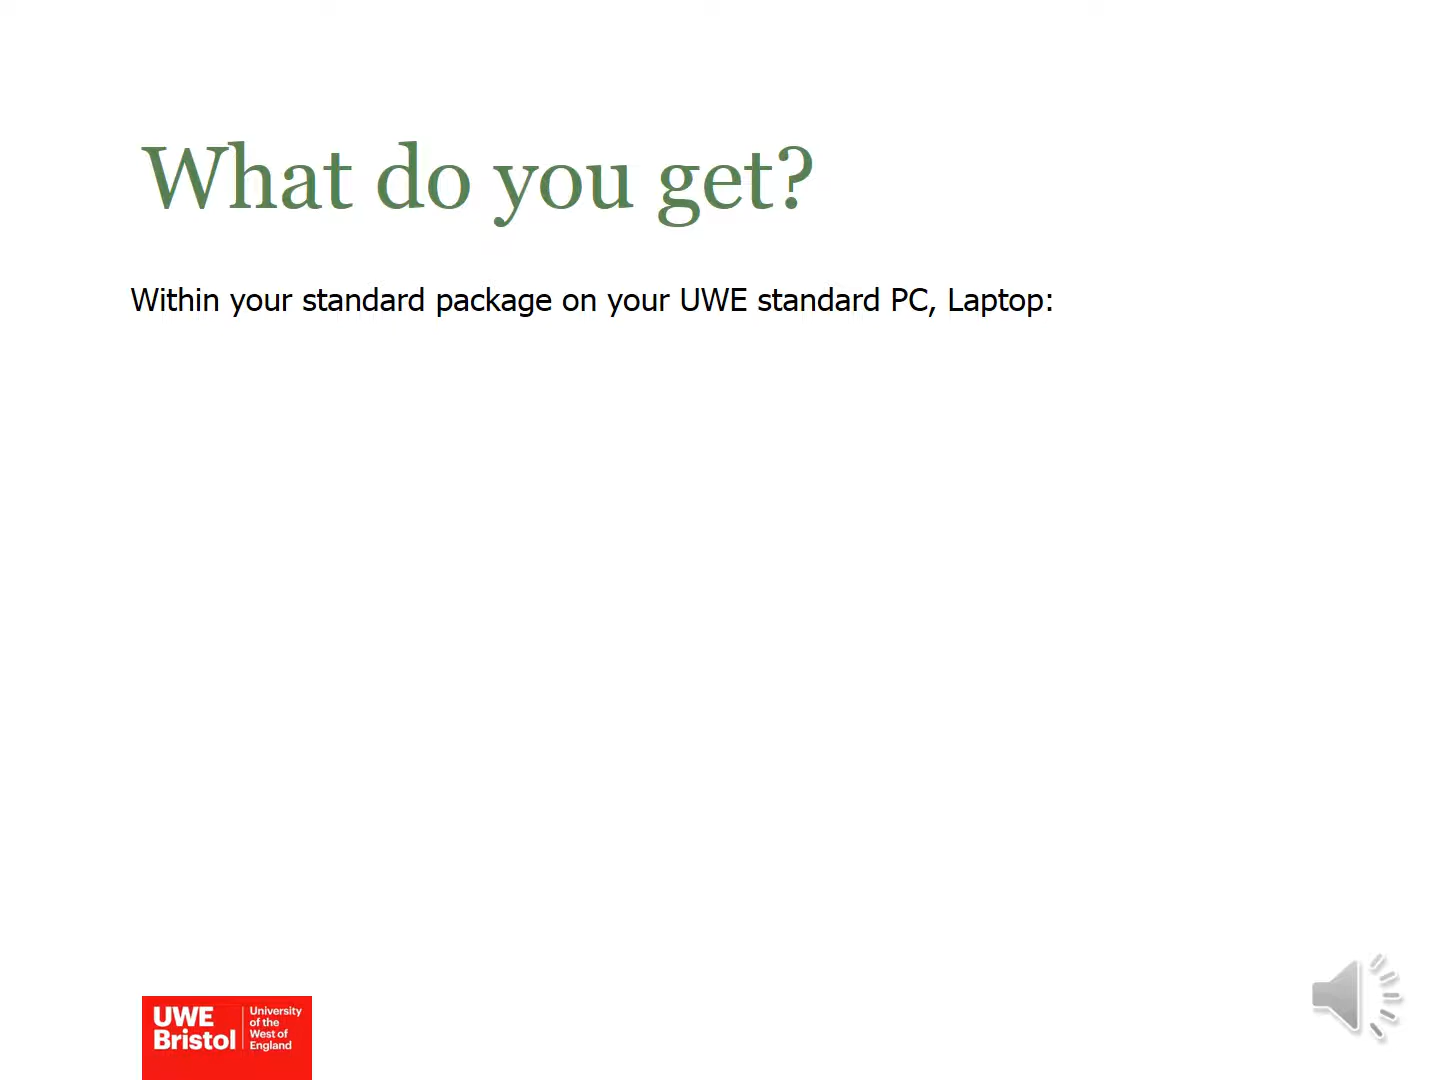 What do you get?
Within your standard package on your UWE standard PC, Laptop:
UWE
Bristol
University
of the
West of
England